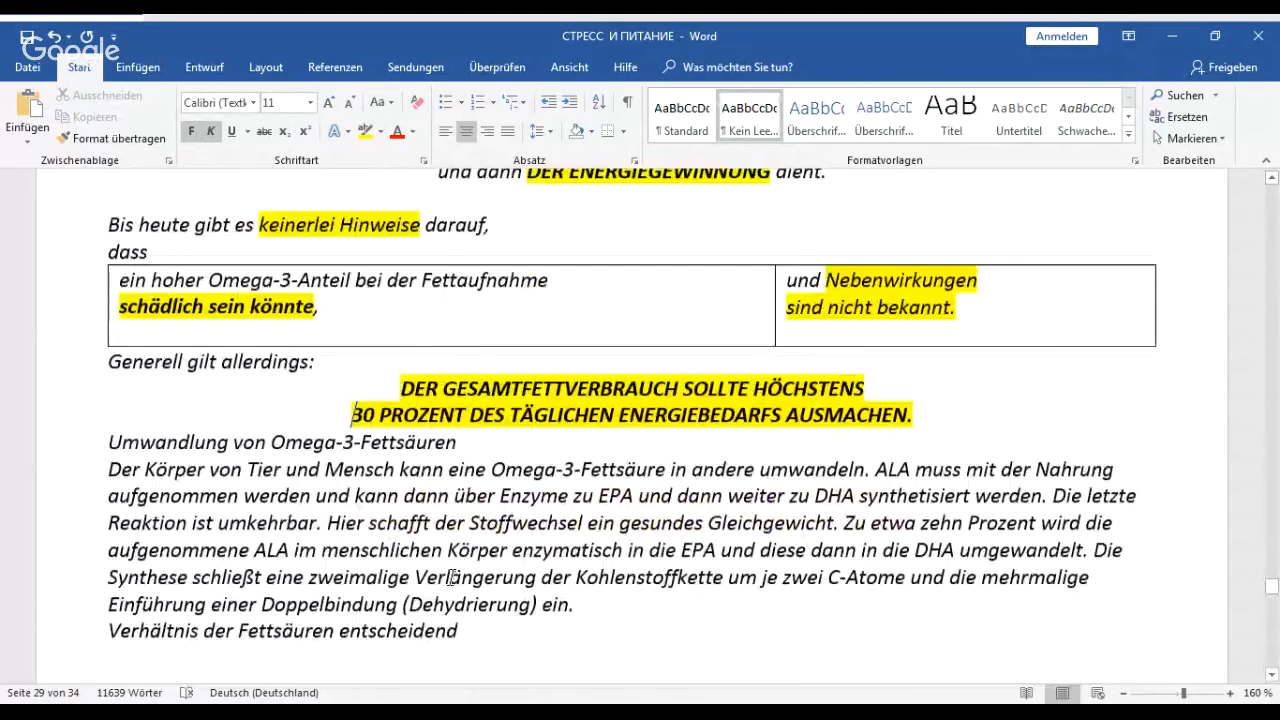 Google
СТРЕСС И ПИТАНИЕ - Word
Anmelden
Datei Start Einfügen Entwurf Layout Referenzen Sendungen Überprüfen Ansicht Hilfe Was möchten Sie tun? Freigeben
Einfügen
Ausschneiden
Kopieren
Format übertragen
Zwischenablage
Calibri (Textk 11
F K U abc
Schriftart
Absatz
AaBbCcDc AaBbCcDc AaBbCc AaBbCcD AaB AaBbCcD AaBbCcDc
¶ Standard ¶ Kein Lee... Überschrif... Überschrif... Titel Untertitel Schwache...
Formatvorlagen
Suchen
Ersetzen
Markieren
Bearbeiten
und dann DER ENERGIEGEWINNUNG dient.
Bis heute gibt es keinerlei Hinweise darauf,
dass
ein hoher Omega-3-Anteil bei der Fettaufnahme
schädlich sein könnte,
und Nebenwirkungen
sind nicht bekannt.
Generell gilt allerdings:
DER GESAMTFETTVERBRAUCH SOLLTE HÖCHSTENS
30 PROZENT DES TÄGLICHEN ENERGIEBEDARFS AUSMACHEN.
Umwandlung von Omega-3-Fettsäuren
Der Körper von Tier und Mensch kann eine Omega-3-Fettsäure in andere umwandeln. ALA muss mit der Nahrung
aufgenommen werden und kann dann über Enzyme zu EPA und dann weiter zu DHA synthetisiert werden. Die letzte
Reaktion ist umkehrbar. Hier schafft der Stoffwechsel ein gesundes Gleichgewicht. Zu etwa zehn Prozent wird die
aufgenommene ALA im menschlichen Körper enzymatisch in die EPA und diese dann in die DHA umgewandelt. Die
Synthese schließt eine zweimalige Verlängerung der Kohlenstoffkette um je zwei C-Atome und die mehrmalige
Einführung einer Doppelbindung (Dehydrierung) ein.
Verhältnis der Fettsäuren entscheidend
Seite 29 von 34 11639 Wörter Deutsch (Deutschland) 160 %